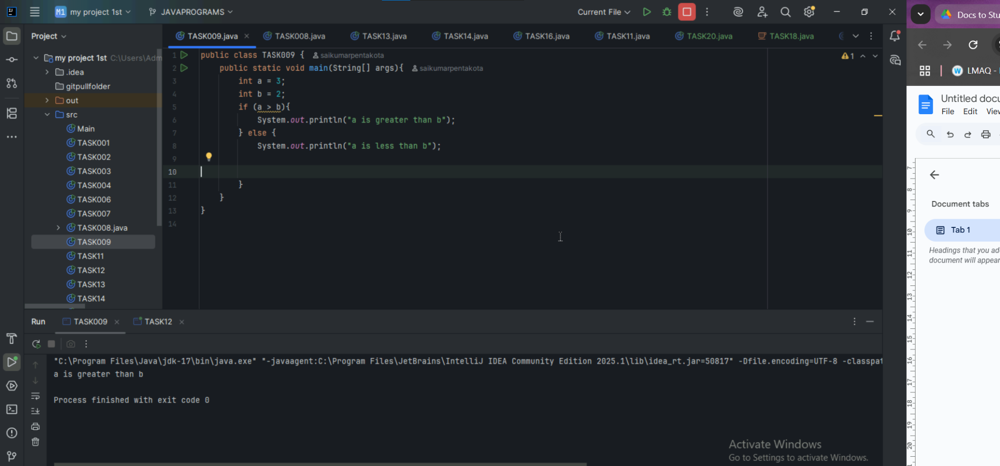 M1 my project 1st
JAVAPROGRAMS
Current File
Docs to Stu
Project
TASK009.java
TASK008.java
TASK13.java
TASK14.java
TASK16.java
TASK11.java
TASK20.java
TASK18.java
my project 1st C:\Users\Adm
.idea
gitpullfolder
out
src
Main
TASK001
TASK002
TASK003
TASK004
TASK006
TASK007
TASK008.java
TASK009
TASK11
TASK12
TASK13
TASK14
1 public class TASK009 { saikumarpentakota
2 public static void main(String[] args){ saikumarpentakota
3 int a = 3;
4 int b = 2;
5 if (a > b){
6 System.out.println("a is greater than b");
7 } else {
8 System.out.println("a is less than b");
9
10
11 }
12 }
13 }
14
1
LMAQ -
Untitled docu
File Edit View
Document tabs
Tab 1
Headings that you ad
document will appear
7
8
9
10
11
12
13
14
15
16
17
18
19
20
Run TASK009 TASK12
"C:\Program Files\Java\jdk-17\bin\java.exe" "-javaagent:C:\Program Files\JetBrains\IntelliJ IDEA Community Edition 2025.1\lib\idea_rt.jar=50817" -Dfile.encoding=UTF-8 -classpat
a is greater than b
Process finished with exit code 0
Activate Windows
Go to Settings to activate Windows.